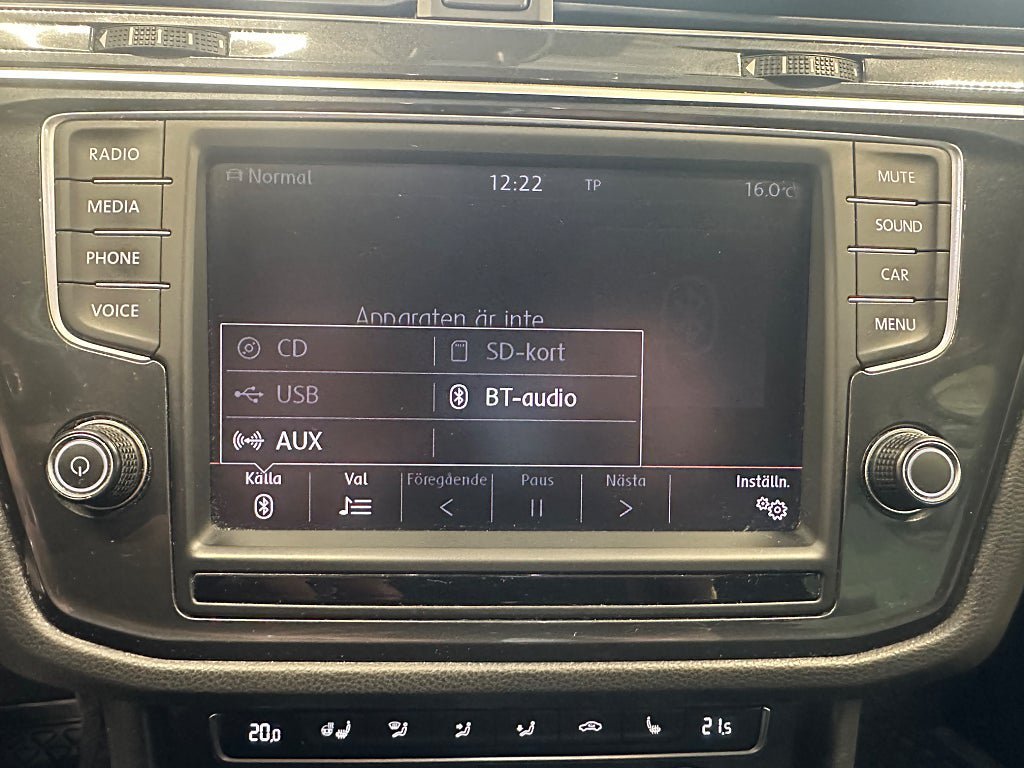 RADIO
MEDIA
PHONE
VOICE
MUTE
SOUND
CAR
MENU
Normal 12:22 TP 16.0°C
Apparaten är inte
CD SD-kort
USB BT-audio
AUX
Källa Val Föregående Paus Nästa Inställn.
20.0 21.5